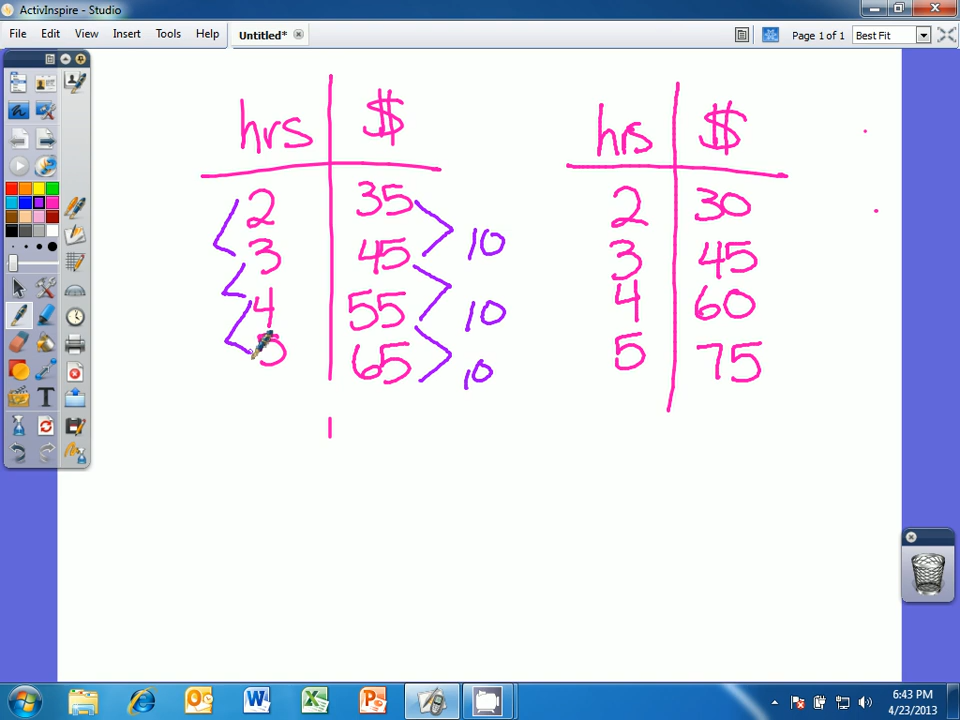 ActivInspire - Studio
File Edit View Insert Tools Help
Untitled*
Page 1 of 1
Best Fit
hrs $
2 35
3 45
4 55
5 65
10
10
10
hrs $
2 30
3 45
4 60
5 75
6:43 PM
4/23/2013